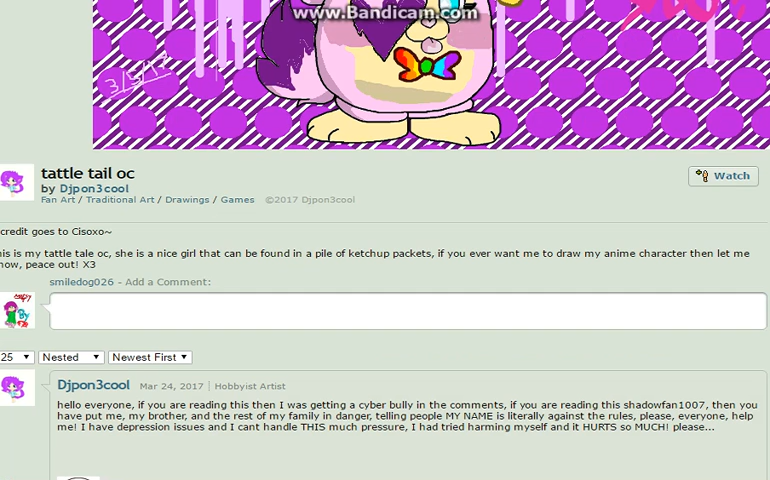 www.Bandicam.com
3/5/17
tattle tail oc
by Djpon3cool
Fan Art / Traditional Art / Drawings / Games ©2017 Djpon3cool
Watch
credit goes to Cisoxo~
his is my tattle tale oc, she is a nice girl that can be found in a pile of ketchup packets, if you ever want me to draw my anime character then let me
now, peace out! X3
smiledog026 - Add a Comment:
25 Nested Newest First
Djpon3cool Mar 24, 2017 | Hobbyist Artist
hello everyone, if you are reading this then I was getting a cyber bully in the comments, if you are reading this shadowfan1007, then you
have put me, my brother, and the rest of my family in danger, telling people MY NAME is literally against the rules, please, everyone, help
me! I have depression issues and I cant handle THIS much pressure, I had tried harming myself and it HURTS so MUCH! please...